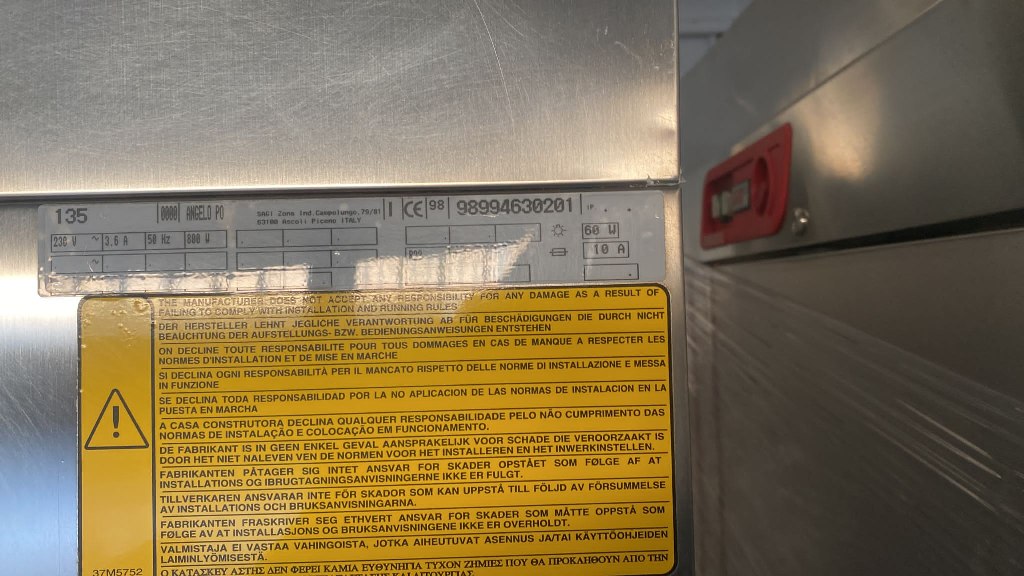 135
0000 ANGELO PO
SAGI Zona Ind.Campolungo,79/81
63100 Ascoli Piceno ITALY
CE 98 98994630201 IP . .
230 V ~ 3.6 A 50 Hz 800 W 60 W
~ 10 A
THE MANUFACTURER DOES NOT ACCEPT ANY RESPONSIBILITY FOR ANY DAMAGE AS A RESULT OF
FAILING TO COMPLY WITH INSTALLATION AND RUNNING RULES
DER HERSTELLER LEHNT JEGLICHE VERANTWORTUNG AB FÜR BESCHÄDIGUNGEN DIE DURCH NICHT
BEAUCHTUNG DER AUFSTELLUNGS- BZW. BEDIENUNGSANWEISUNGEN ENTSTEHEN
ON DECLINE TOUTE RESPONSABILITE POUR TOUS DOMMAGES EN CAS DE MANQUE A RESPECTER LES
NORMES D'INSTALLATION ET DE MISE EN MARCHE
SI DECLINA OGNI RESPONSABILITÀ PER IL MANCATO RISPETTO DELLE NORME DI INSTALLAZIONE E MESSA
IN FUNZIONE
SE DECLINA TODA RESPONSABILIDAD POR LA NO APLICACION DE LAS NORMAS DE INSTALACION EN LA
PUESTA EN MARCHA
A CASA CONSTRUTORA DECLINA QUALQUER RESPONSABILIDADE PELO NÃO CUMPRIMENTO DAS
NORMAS DE INSTALAÇÃO E COLOCAÇÃO EM FUNCIONAMENTO.
DE FABRIKANT IS IN GEEN ENKEL GEVAL AANSPRAKELIJK VOOR SCHADE DIE VEROORZAAKT IS
DOOR HET NIET NALEVEN VEN DE NORMEN VOOR HET INSTALLEREN EN HET INWERKINSTELLEN.
FABRIKANTEN PÅTAGER SIG INTET ANSVAR FOR SKADER OPSTÅET SOM FØLGE AF AT
INSTALLATIONS OG IBRUGTAGNINGSANVISNINGERNE IKKE ER FULGT.
TILLVERKAREN ANSVARAR INTE FÖR SKADOR SOM KAN UPPSTÅ TILL FÖLJD AV FÖRSUMMELSE
AV INSTALLATIONS OCH BRUKSANVISNINGARNA.
FABRIKANTEN FRASKRIVER SEG ETHVERT ANSVAR FOR SKADER SOM MÅTTE OPPSTÅ SOM
FØLGE AV AT INSTALLASJONS OG BRUKSANVISNINGENE IKKE ER OVERHOLDT.
VALMISTAJA EI VASTAA VAHINGOISTA, JOTKA AIHEUTUVAT ASENNUS JA/TAI KÄYTTÖOHJEIDEN
LAIMINLYÖMISESTÄ.
Ο ΚΑΤΑΣΚΕΥ ΑΣΤΗΣ ΔΕΝ ΦΕΡΕΙ ΚΑΜΙΑ ΕΥΘΥΝΗΓΙΑ ΤΥΧΟΝ ΖΗΜΙΕΣ ΠΟΥ ΘΑ ΠΡΟΚΛΗΘΟΥΝ ΑΠΟ ΤΗΝ
37M5752